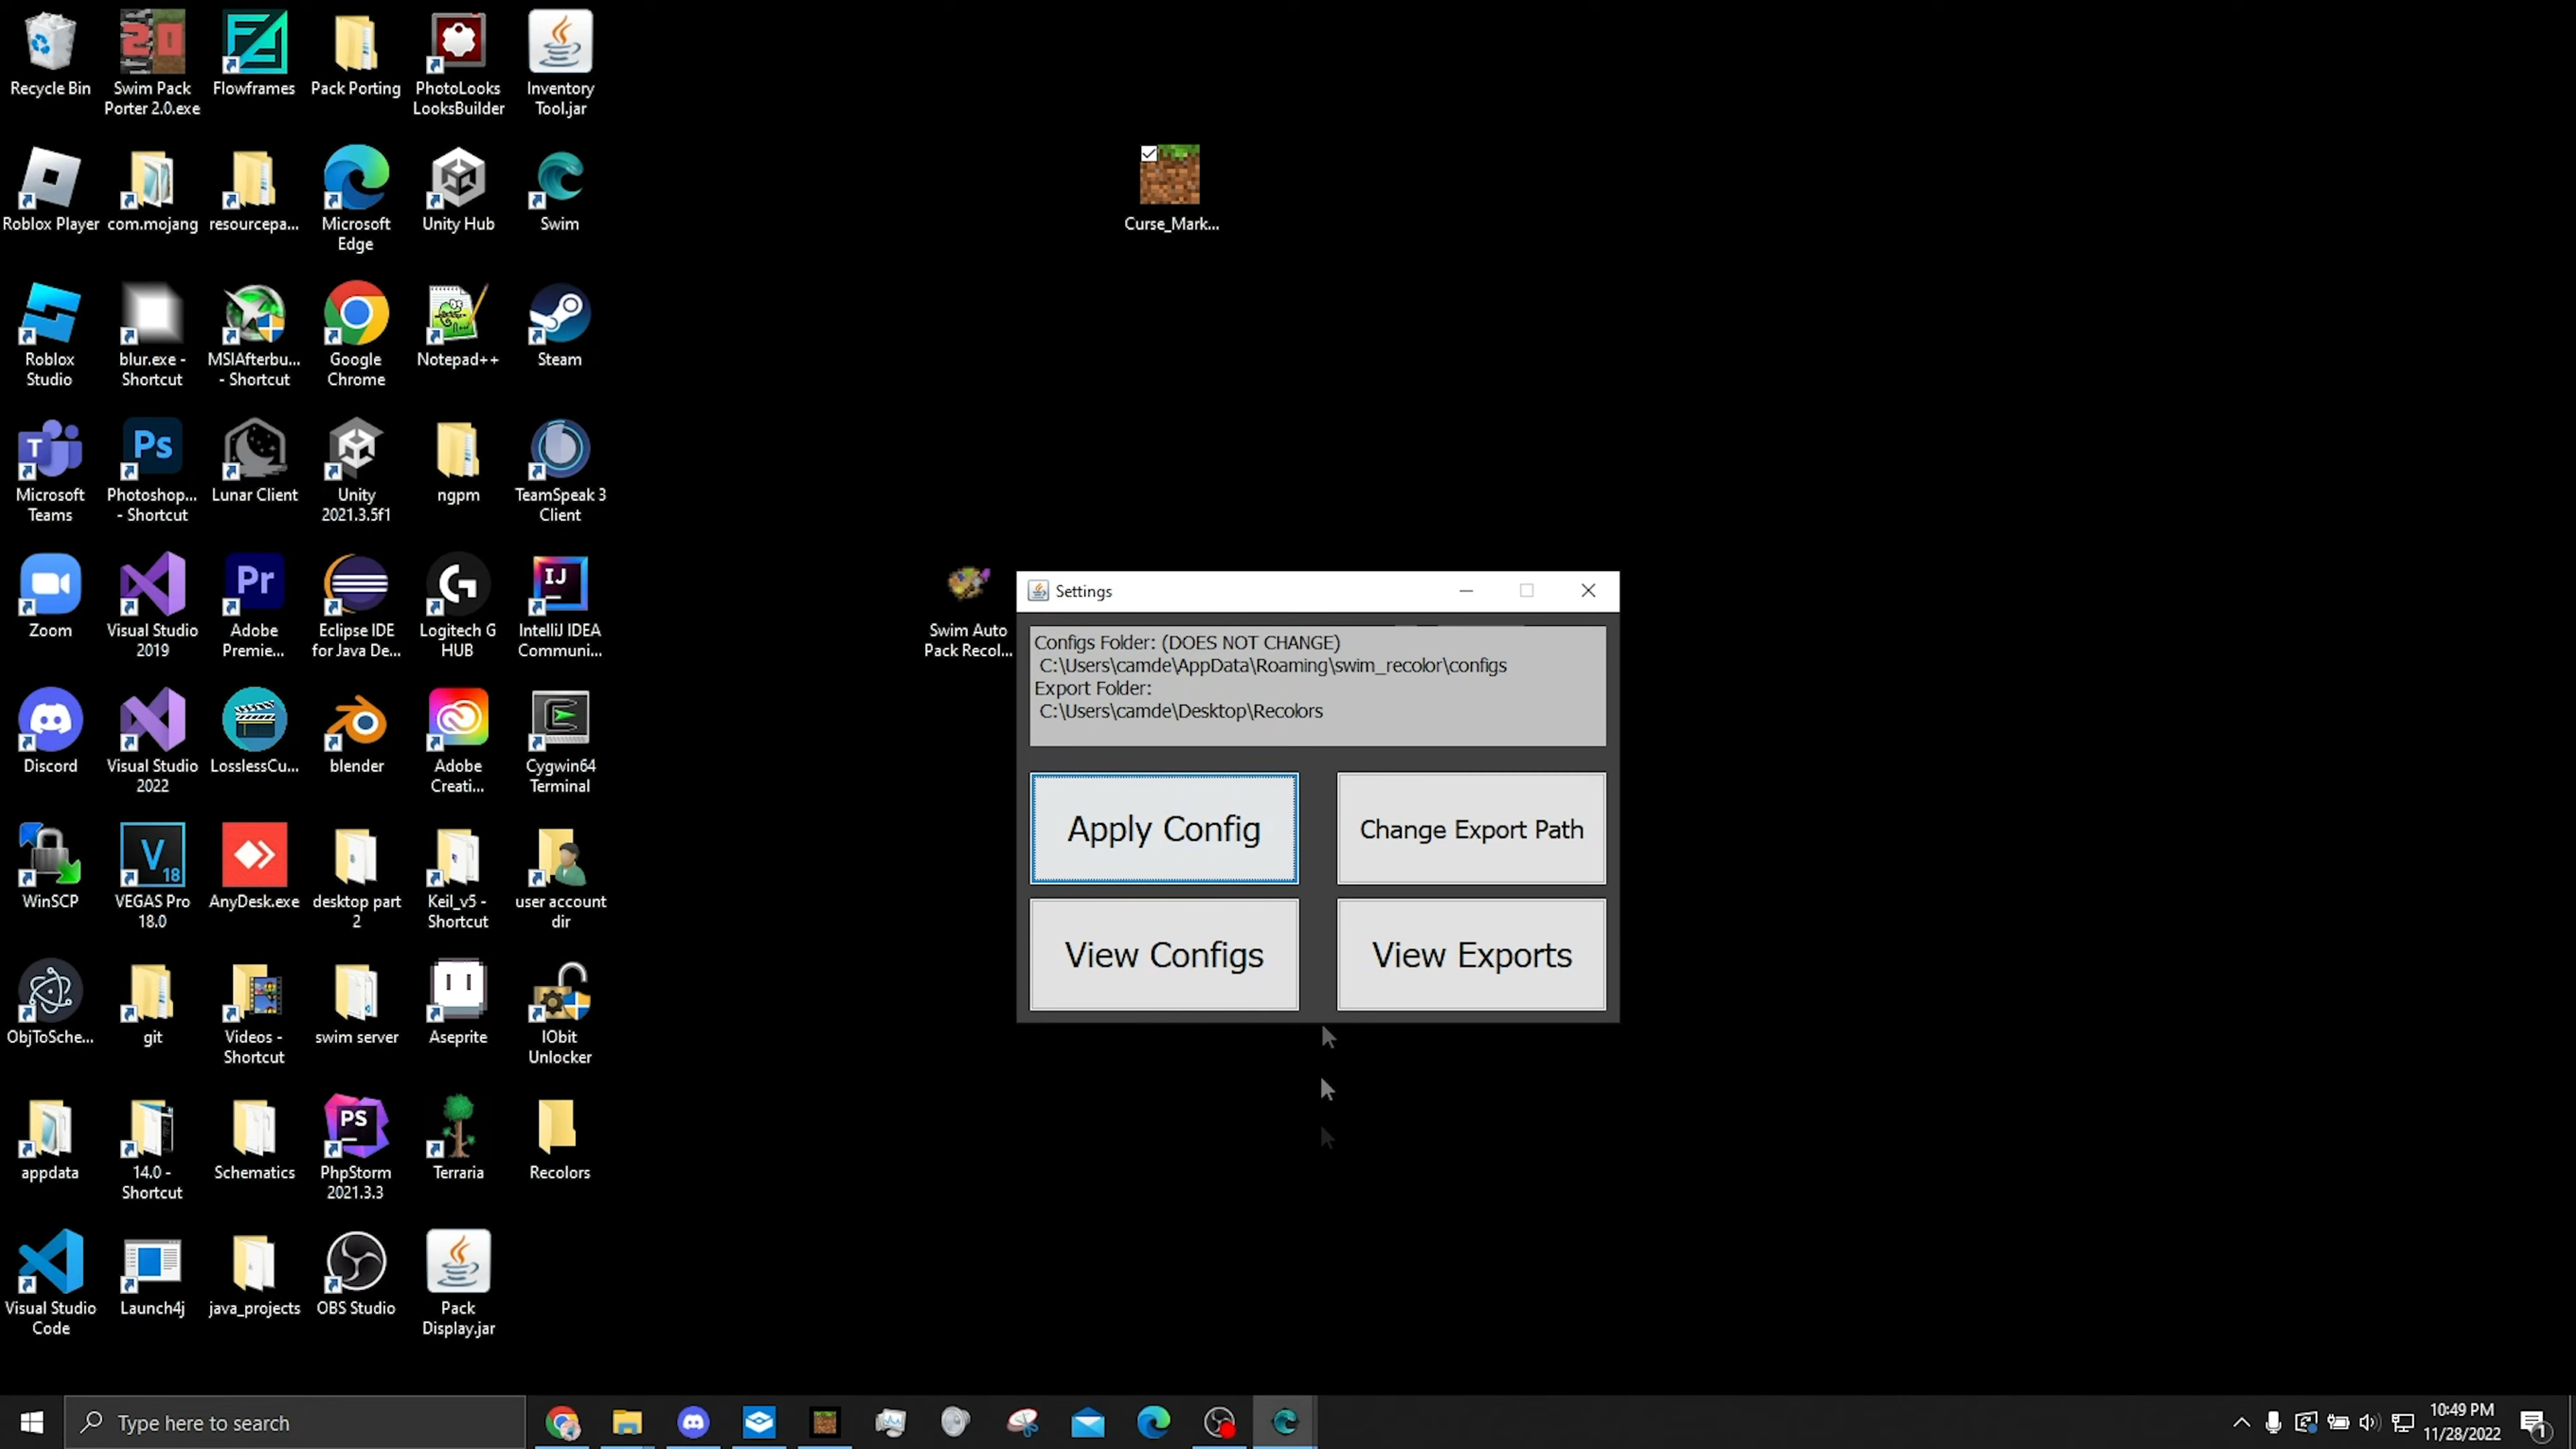 Recycle Bin
Swim Pack
Porter 2.0.exe
Flowframes
Pack Porting
PhotoLooks
LooksBuilder
Inventory
Tool.jar
Roblox Player
com.mojang
resourcepa...
Microsoft
Edge
Unity Hub
Swim
Curse_Mark...
Roblox
Studio
blur.exe -
Shortcut
MSIAfterbu...
- Shortcut
Google
Chrome
Notepad++
Steam
Microsoft
Teams
Photoshop...
- Shortcut
Lunar Client
Unity
2021.3.5f1
ngpm
TeamSpeak 3
Client
Zoom
Visual Studio
2019
Adobe
Premie...
Eclipse IDE
for Java De...
Logitech G
HUB
IntelliJ IDEA
Communi...
Swim Auto
Pack Recol...
Discord
Visual Studio
2022
LosslessCu...
blender
Adobe
Creati...
Cygwin64
Terminal
WinSCP
VEGAS Pro
18.0
AnyDesk.exe
desktop part
2
Keil_v5 -
Shortcut
user account
dir
ObjToSche...
git
Videos -
Shortcut
swim server
Aseprite
IObit
Unlocker
appdata
14.0 -
Shortcut
Schematics
PhpStorm
2021.3.3
Terraria
Recolors
Visual Studio
Code
Launch4j
java_projects
OBS Studio
Pack
Display.jar
Settings
Configs Folder: (DOES NOT CHANGE)
C:\Users\camde\AppData\Roaming\swim_recolor\configs
Export Folder:
C:\Users\camde\Desktop\Recolors
Apply Config
Change Export Path
View Configs
View Exports
Type here to search
10:49 PM
11/28/2022
1